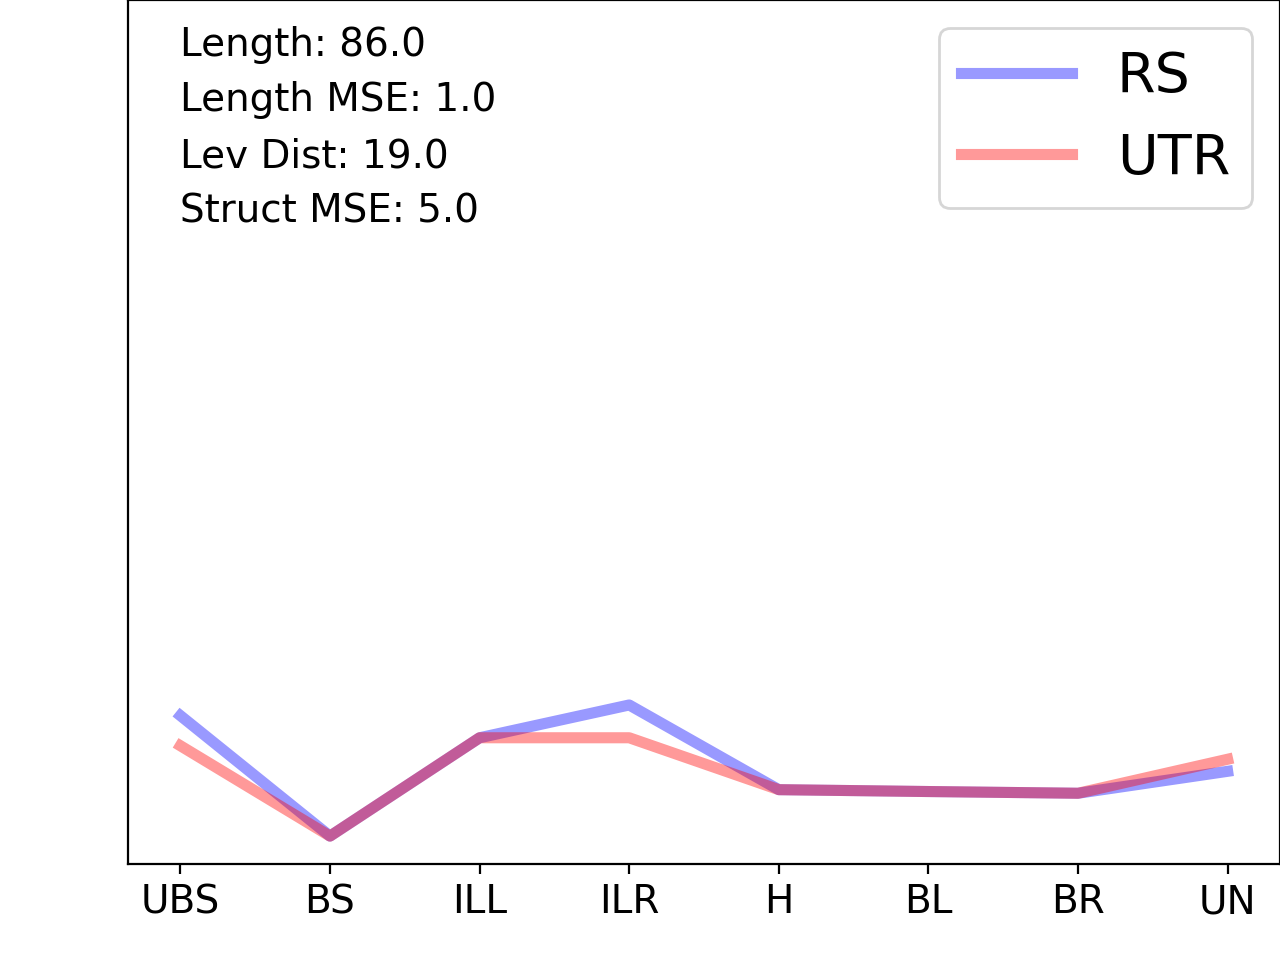 Length: 86.0
Length MSE: 1.0
Lev Dist: 19.0
Struct MSE: 5.0
RS
UTR
UBS BS ILL ILR H BL BR UN